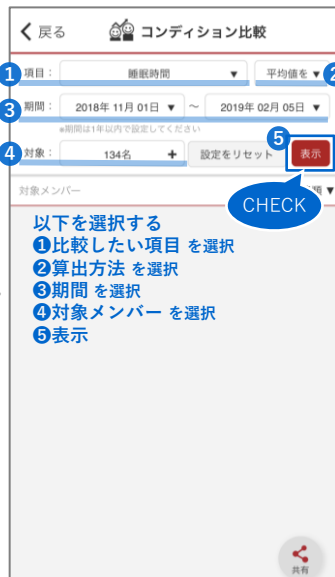 戻る コンディション比較
❶ 項目: 睡眠時間 ▼ 平均値を ▼ ❷
❸ 期間: 2018年 11月 01日 ▼ ~ 2019年 02月 05日 ▼
※期間は1年以内で設定してください
❹ 対象: 134名 + 設定をリセット ❺ 表示
対象メンバー ▼
CHECK
以下を選択する
❶比較したい項目 を選択
❷算出方法 を選択
❸期間 を選択
❹対象メンバー を選択
❺表示
共有